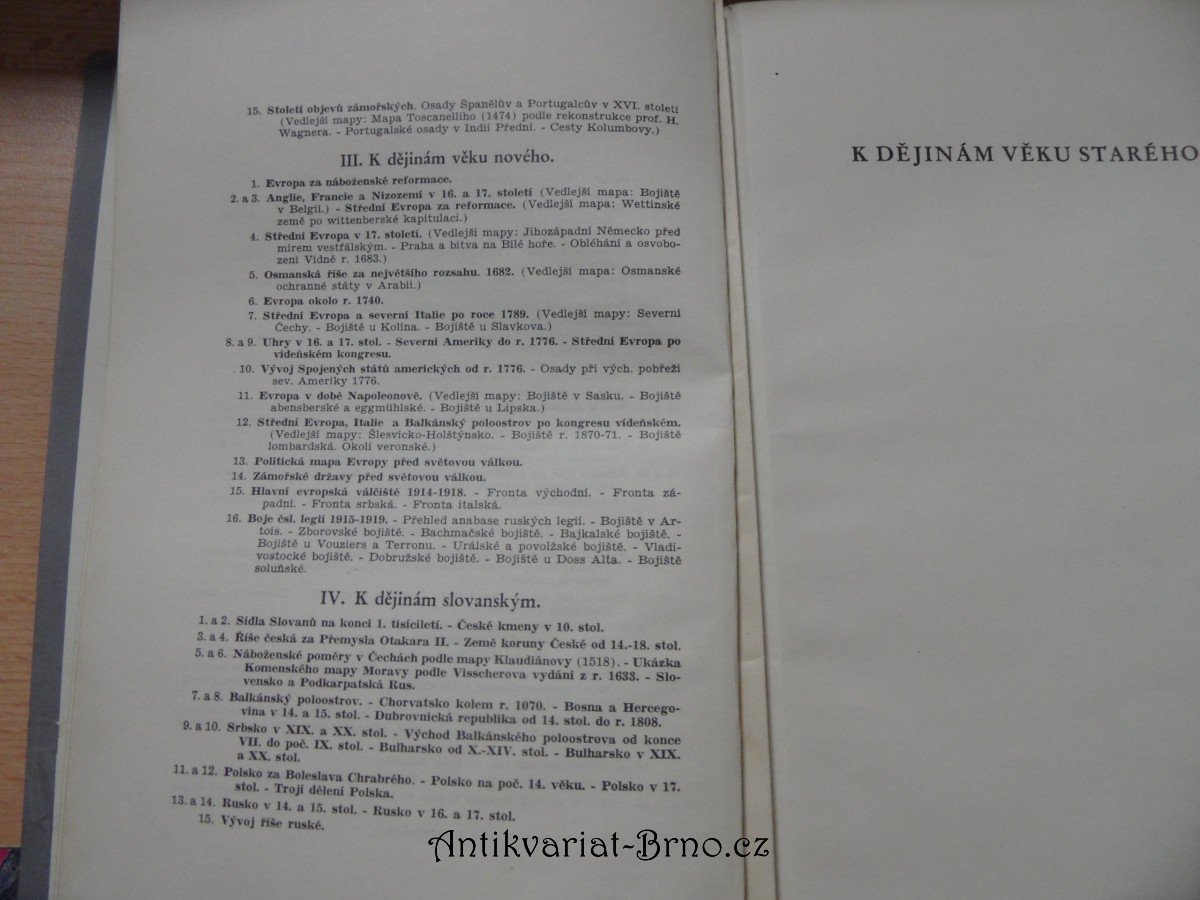 15. Století objevů zámořských. Osady Španělův a Portugalcův v XVI. století
(Vedlejší mapy: Mapa Toscanelliho (1474) podle rekonstrukce prof. H.
Wagnera. - Portugalské osady v Indii Přední. - Cesty Kolumbovy.)
III. K dějinám věku nového.
1. Evropa za náboženské reformace.
2. a 3. Anglie, Francie a Nizozemí v 16. a 17. století (Vedlejší mapa: Bojiště
v Belgii.) - Střední Evropa za reformace. (Vedlejší mapa: Wettinské
země po wittenberské kapitulaci.)
4. Střední Evropa v 17. století. (Vedlejší mapy: Jihozápadní Německo před
mírem vestfálským. - Praha a bitva na Bílé hoře. - Obléhání a osvobo-
zení Vídně r. 1683.)
5. Osmanská říše za největšího rozsahu. 1682. (Vedlejší mapa: Osmanské
ochranné státy v Arabii.)
6. Evropa okolo r. 1740.
7. Střední Evropa a severní Italie po roce 1789. (Vedlejší mapy: Severní
Čechy. - Bojiště u Kolína. - Bojiště u Slavkova.)
8. a 9. Uhry v 16. a 17. stol. - Severní Ameriky do r. 1776. - Střední Evropa po
vídeňském kongresu.
10. Vývoj Spojených států amerických od r. 1776. - Osady při vých. pobřeží
sev. Ameriky 1776.
11. Evropa v době Napoleonově. (Vedlejší mapy: Bojiště v Sasku. - Bojiště
abensberské a eggmühlské. - Bojiště u Lipska.)
12. Střední Evropa, Italie a Balkánský poloostrov po kongresu vídeňském.
(Vedlejší mapy: Šlesvicko-Holštýnsko. - Bojiště r. 1870-71. - Bojiště
lombardská. Okolí veronské.)
13. Politická mapa Evropy před světovou válkou.
14. Zámořské državy před světovou válkou.
15. Hlavní evropská válčiště 1914-1918. - Fronta východní. - Fronta zá-
padní. - Fronta srbská. - Fronta italská.
16. Boje čsl. legií 1915-1919. - Přehled anabase ruských legií. - Bojiště v Ar-
tois. - Zborovské bojiště. - Bachmačské bojiště. - Bajkalské bojiště. -
Bojiště u Vouziers a Terronu. - Urálské a povolžské bojiště. - Vladi-
vostocké bojiště. - Dobružské bojiště. - Bojiště u Doss Alta. - Bojiště
soluňské.
IV. K dějinám slovanským.
1. a 2. Sídla Slovanů na konci 1. tisíciletí. - České kmeny v 10. stol.
3. a 4. Říše česká za Přemysla Otakara II. - Země koruny České od 14.-18. stol.
5. a 6. Náboženské poměry v Čechách podle mapy Klaudiánovy (1518). - Ukázka
Komenského mapy Moravy podle Visscherova vydání z r. 1633. - Slo-
vensko a Podkarpatská Rus.
7. a 8. Balkánský poloostrov. - Chorvatsko kolem r. 1070. - Bosna a Hercego-
vina v 14. a 15. stol. - Dubrovnická republika od 14. stol. do r. 1808.
9. a 10. Srbsko v XIX. a XX. stol. - Východ Balkánského poloostrova od konce
VII. do poč. IX. stol. - Bulharsko od X.-XIV. stol. - Bulharsko v XIX.
a XX. stol.
11. a 12. Polsko za Boleslava Chrabrého. - Polsko na poč. 14. věku. - Polsko v 17.
stol. - Trojí dělení Polska.
13. a 14. Rusko v 14. a 15. stol. - Rusko v 16. a 17. stol.
15. Vývoj říše ruské.
K DĚJINÁM VĚKU STARÉHO
Antikvariat-Brno.cz